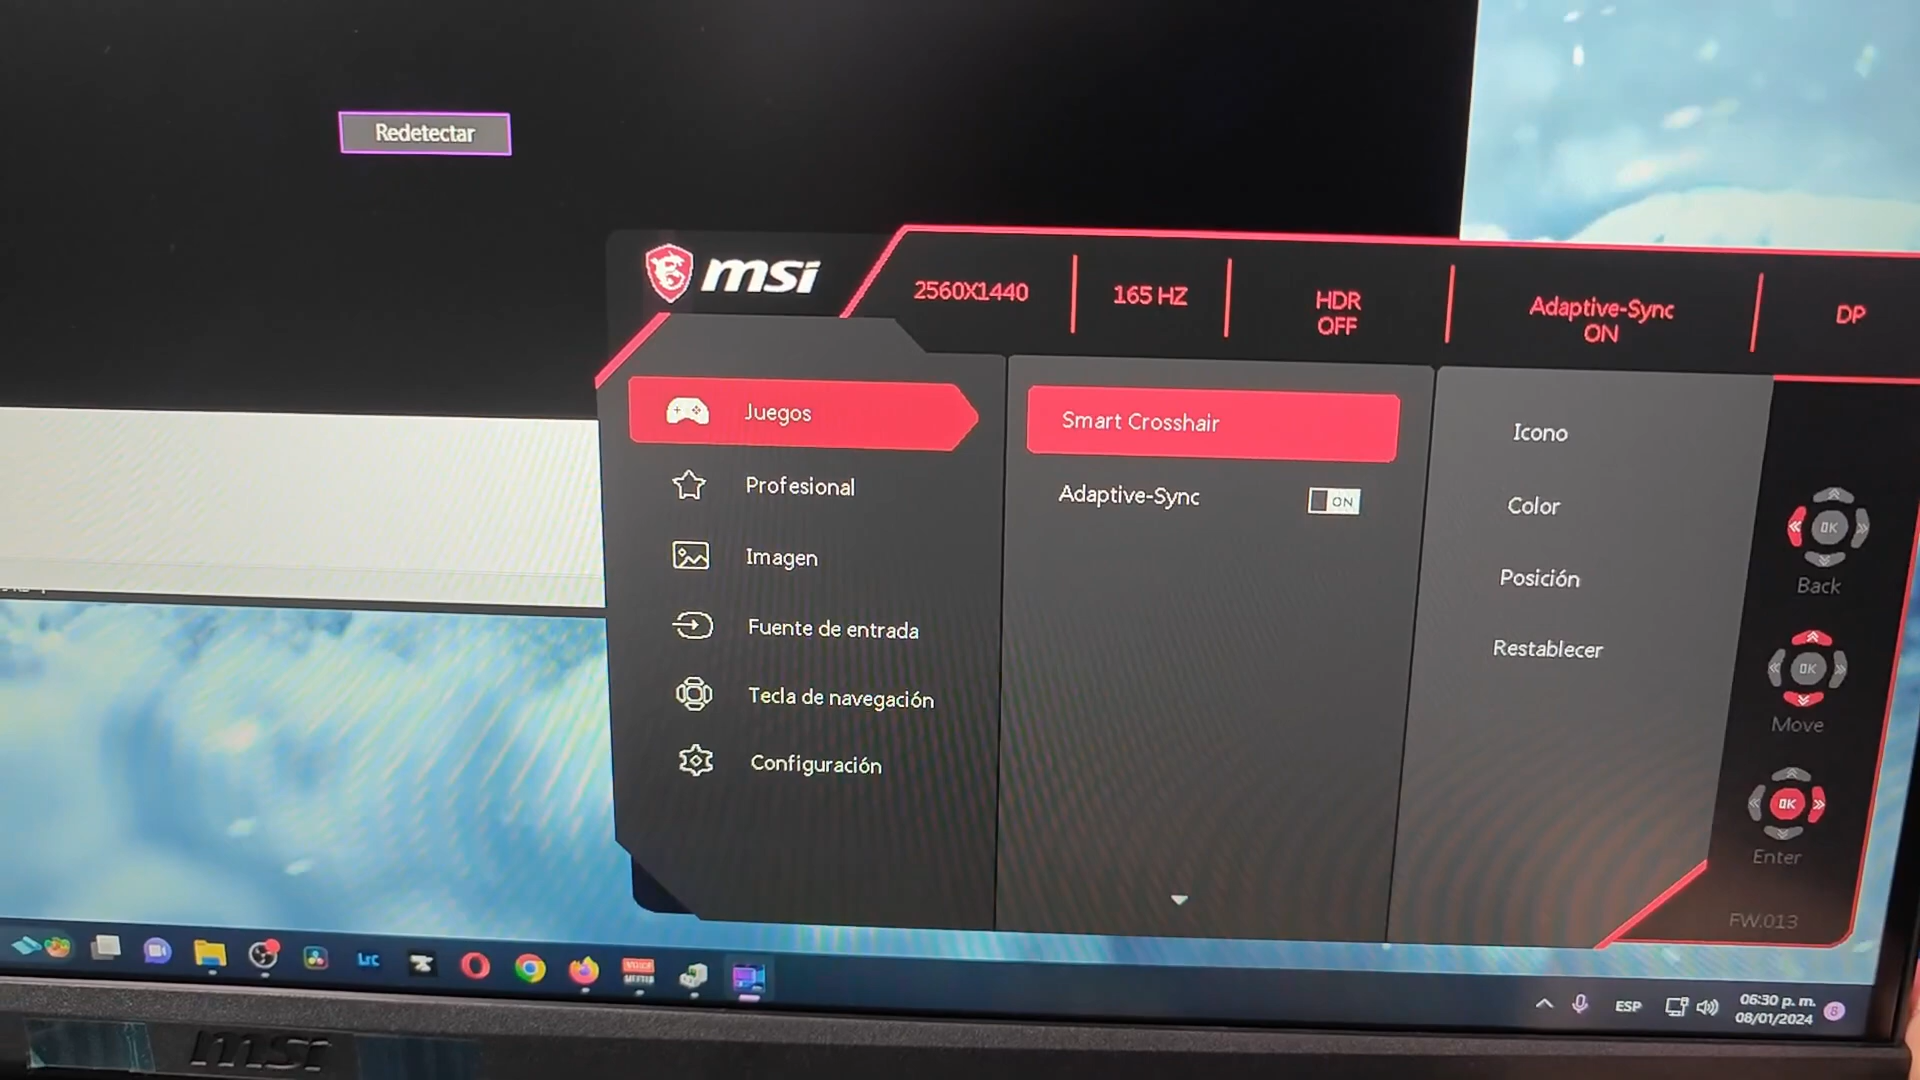 Redetectar
msi
2560X1440
165 HZ
HDR
OFF
Adaptive-Sync
ON
DP
Juegos
Profesional
Imagen
Fuente de entrada
Tecla de navegación
Configuración
Smart Crosshair
Adaptive-Sync
ON
Icono
Color
Posición
Restablecer
OK
Back
OK
Move
OK
Enter
FW.013
Lrc
ESP
06:30 p. m.
08/01/2024
msi